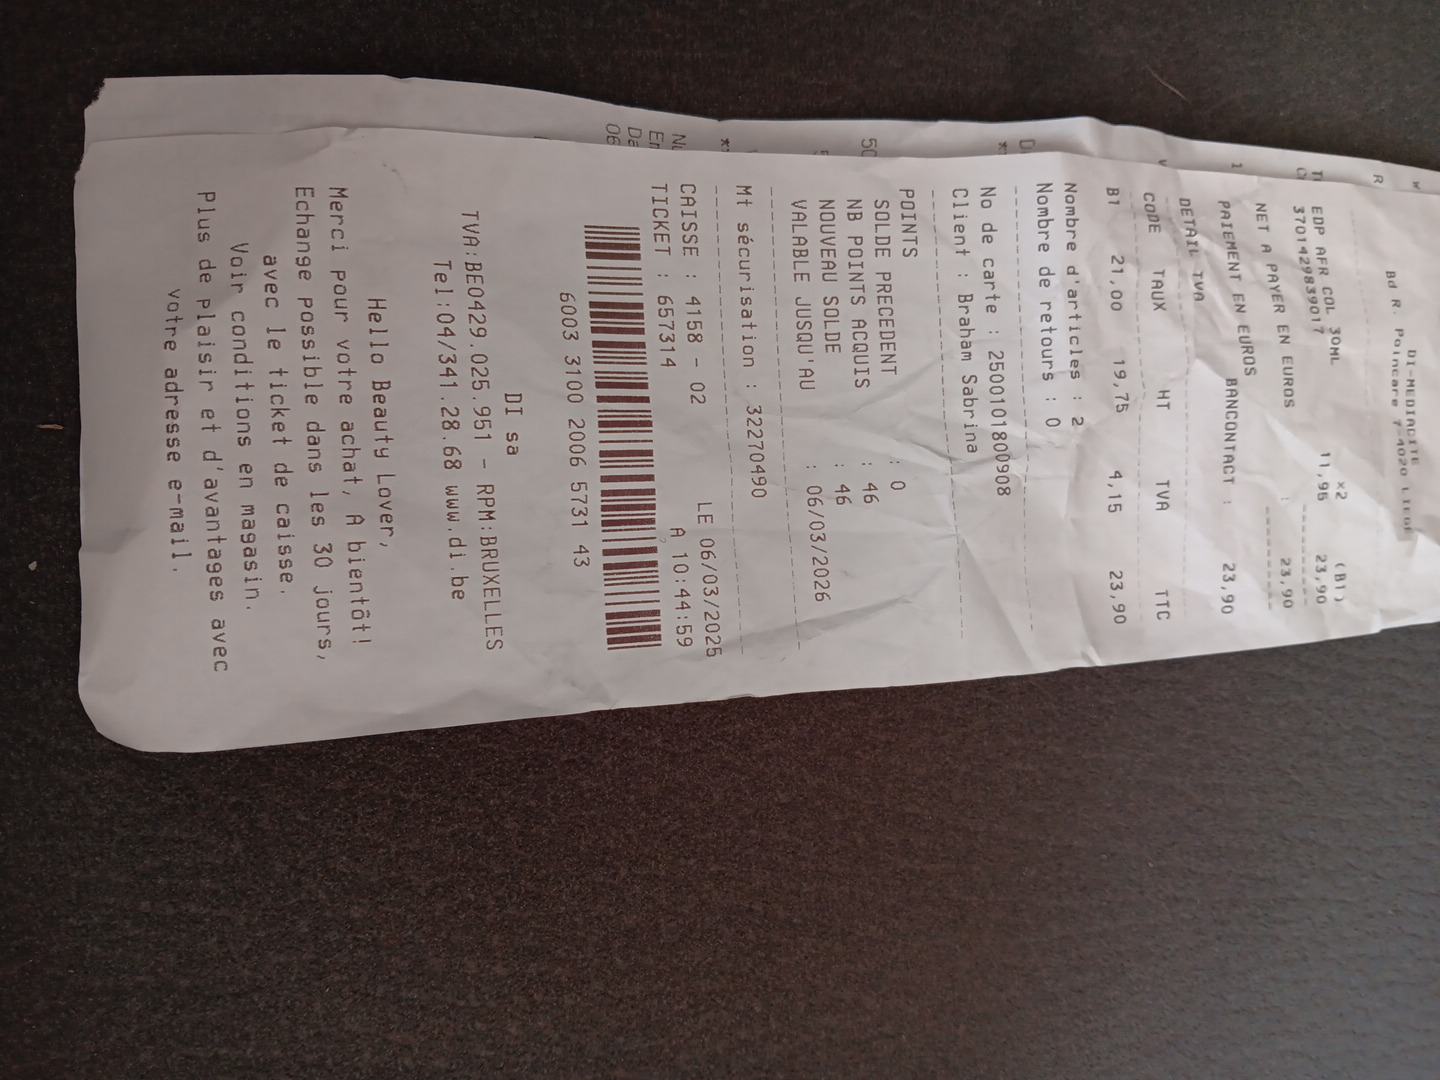 DI-MEDIACITE
Bd R. Poincare 7-4020 LIEGE
EDP AFR COL 30ML x2 (B1)
3701429839017 11,95 23,90
NET A PAYER EN EUROS : 23,90
PAIEMENT EN EUROS
BANCONTACT : 23,90
DETAIL TVA
CODE TAUX HT TVA TTC
B1 21,00 19,75 4,15 23,90
Nombre d'articles : 2
Nombre de retours : 0
No de carte : 2500101800908
Client : Braham Sabrina
POINTS
SOLDE PRECEDENT : 0
NB POINTS ACQUIS : 46
NOUVEAU SOLDE : 46
VALABLE JUSQU'AU : 06/03/2026
Mt sécurisation : 32270490
CAISSE : 4158 - 02 LE 06/03/2025
TICKET : 657314 A 10:44:59
6003 3100 2006 5731 43
DI sa
TVA:BE0429.025.951 - RPM:BRUXELLES
Tel:04/341.28.68 www.di.be
Hello Beauty Lover,
Merci pour votre achat, A bientôt!
Echange possible dans les 30 jours,
avec le ticket de caisse.
Voir conditions en magasin.
Plus de plaisir et d'avantages avec
votre adresse e-mail.